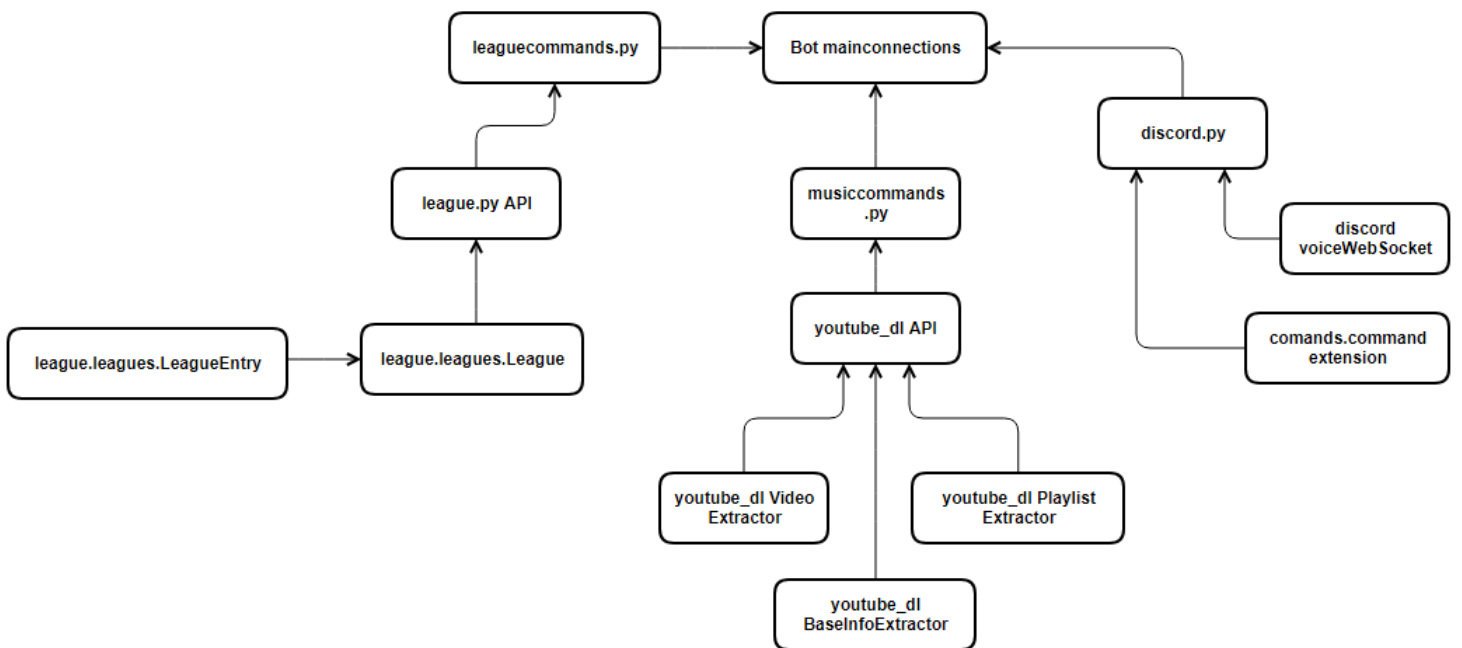 leaguecommands.py
Bot mainconnections
discord.py
league.py API
musiccommands
.py
discord
voiceWebSocket
youtube_dl API
comands.command
extension
league.leagues.LeagueEntry
league.leagues.League
youtube_dl Video
Extractor
youtube_dl Playlist
Extractor
youtube_dl
BaseInfoExtractor